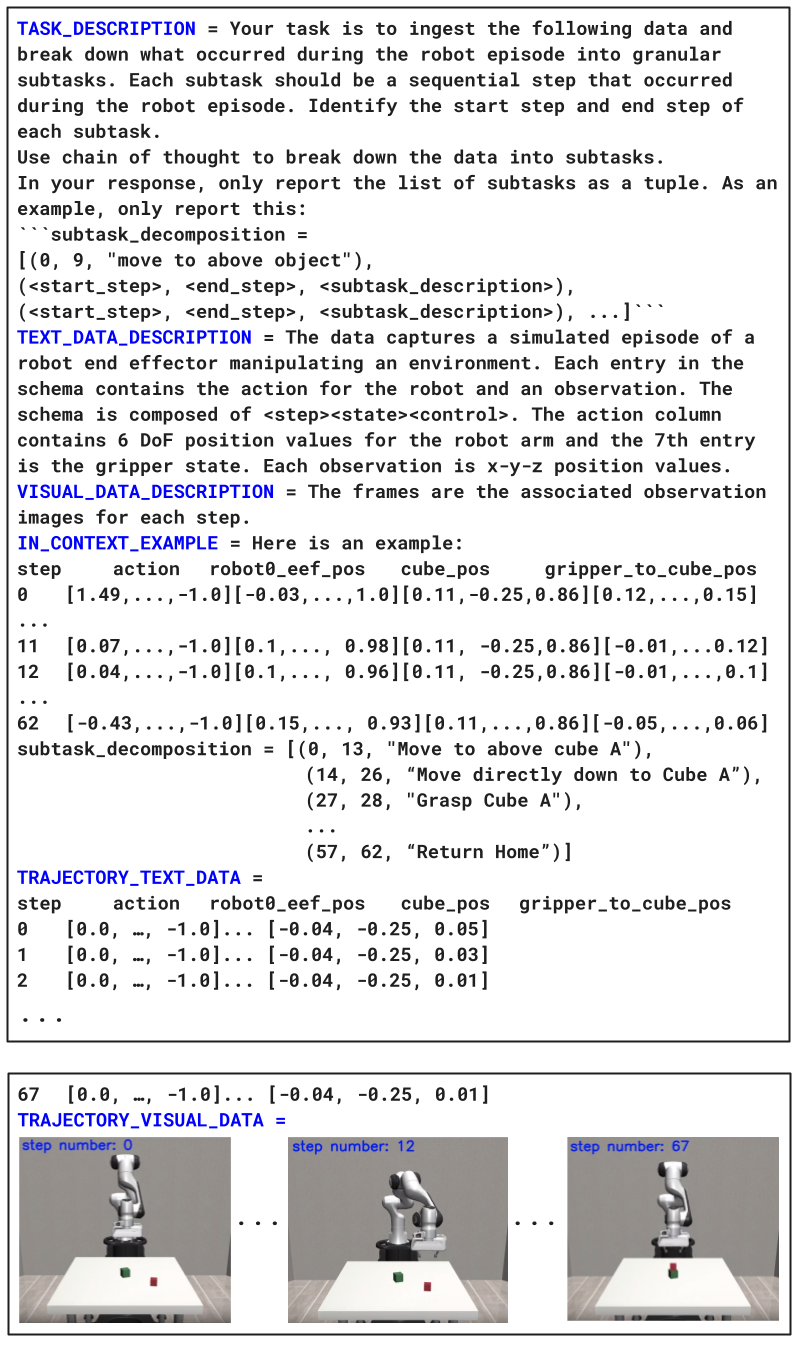 TASK_DESCRIPTION = Your task is to ingest the following data and
break down what occurred during the robot episode into granular
subtasks. Each subtask should be a sequential step that occurred
during the robot episode. Identify the start step and end step of
each subtask.
Use chain of thought to break down the data into subtasks.
In your response, only report the list of subtasks as a tuple. As an
example, only report this:
```subtask_decomposition =
[(0, 9, "move to above object"),
(<start_step>, <end_step>, <subtask_description>),
(<start_step>, <end_step>, <subtask_description>), ...]```
TEXT_DATA_DESCRIPTION = The data captures a simulated episode of a
robot end effector manipulating an environment. Each entry in the
schema contains the action for the robot and an observation. The
schema is composed of <step><state><control>. The action column
contains 6 DoF position values for the robot arm and the 7th entry
is the gripper state. Each observation is x-y-z position values.
VISUAL_DATA_DESCRIPTION = The frames are the associated observation
images for each step.
IN_CONTEXT_EXAMPLE = Here is an example:
step action robot0_eef_pos cube_pos gripper_to_cube_pos
0 [1.49,...,-1.0][-0.03,...,1.0][0.11,-0.25,0.86][0.12,...,0.15]
...
11 [0.07,...,-1.0][0.1,..., 0.98][0.11, -0.25,0.86][-0.01,...0.12]
12 [0.04,...,-1.0][0.1,..., 0.96][0.11, -0.25,0.86][-0.01,...,0.1]
...
62 [-0.43,...,-1.0][0.15,..., 0.93][0.11,...,0.86][-0.05,...,0.06]
subtask_decomposition = [(0, 13, "Move to above cube A"),
(14, 26, “Move directly down to Cube A”),
(27, 28, "Grasp Cube A"),
...
(57, 62, “Return Home”)]
TRAJECTORY_TEXT_DATA =
step action robot0_eef_pos cube_pos gripper_to_cube_pos
0 [0.0, …, -1.0]... [-0.04, -0.25, 0.05]
1 [0.0, …, -1.0]... [-0.04, -0.25, 0.03]
2 [0.0, …, -1.0]... [-0.04, -0.25, 0.01]
...
67 [0.0, …, -1.0]... [-0.04, -0.25, 0.01]
TRAJECTORY_VISUAL_DATA =
step number: 0 ... step number: 12 ... step number: 67